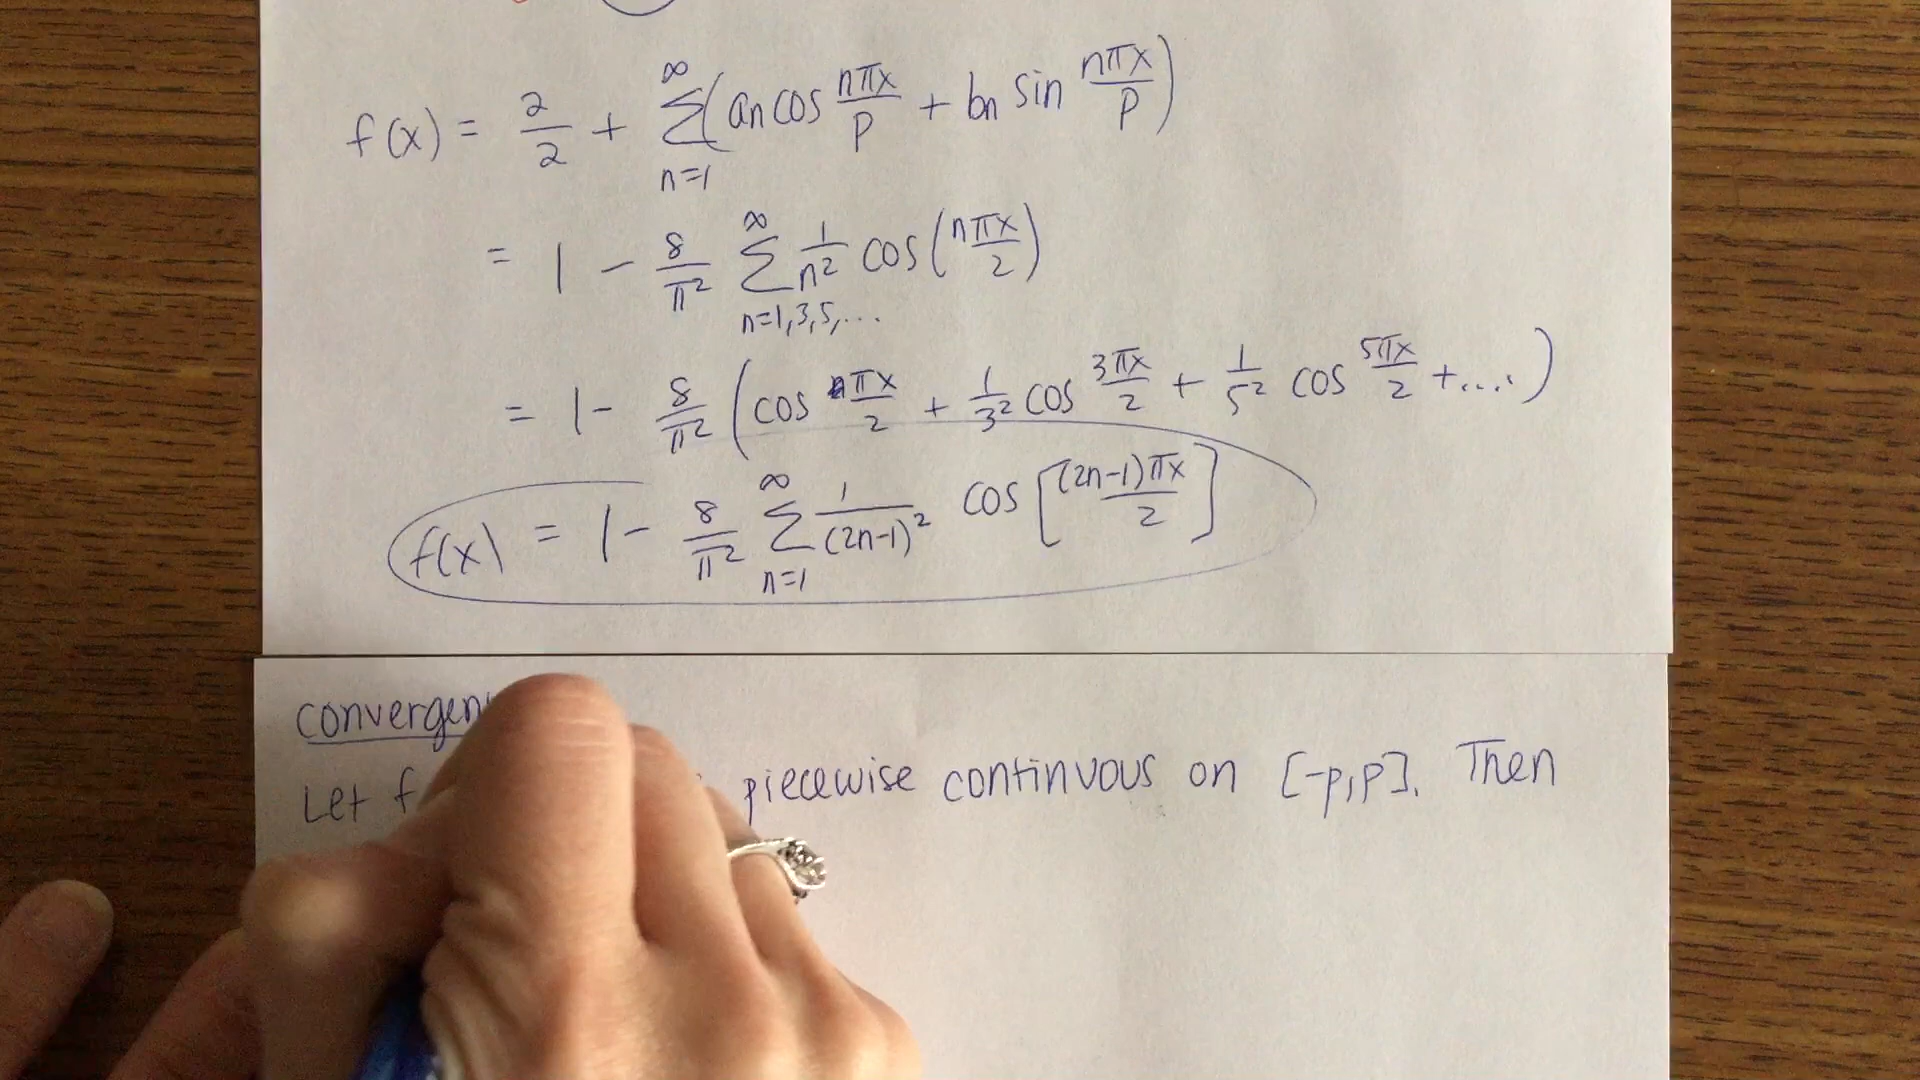 f(x) = 2/2 + ∑_{n=1}^{∞} (an cos nπx/p + bn sin nπx/p)
= 1 - 8/π² ∑_{n=1,3,5,...}^{∞} 1/n² cos(nπx/2)
= 1 - 8/π² (cos πx/2 + 1/3² cos 3πx/2 + 1/5² cos 5πx/2 + ....)
f(x) = 1 - 8/π² ∑_{n=1}^{∞} 1/(2n-1)² cos[(2n-1)πx/2]
Let f piecewise continuous on [-p,p]. Then